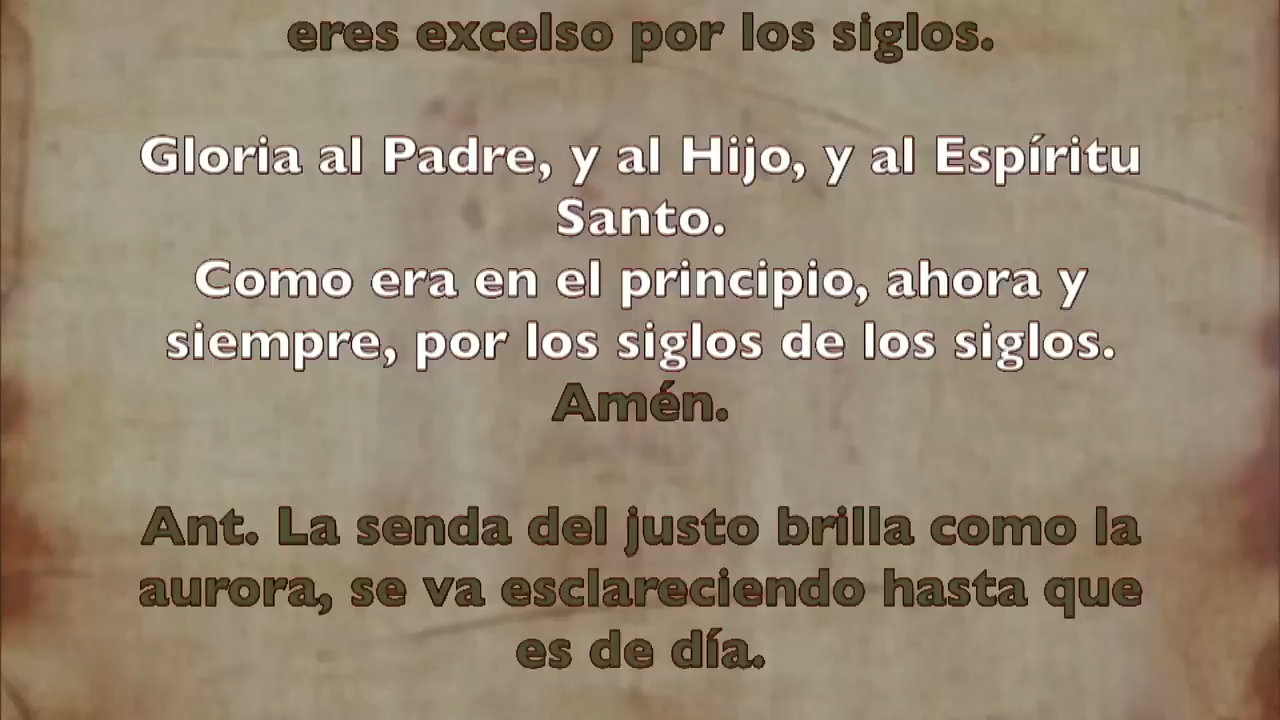 eres excelso por los siglos.
Gloria al Padre, y al Hijo, y al Espíritu
Santo.
Como era en el principio, ahora y
siempre, por los siglos de los siglos.
Amén.
Ant. La senda del justo brilla como la
aurora, se va esclareciendo hasta que
es de día.